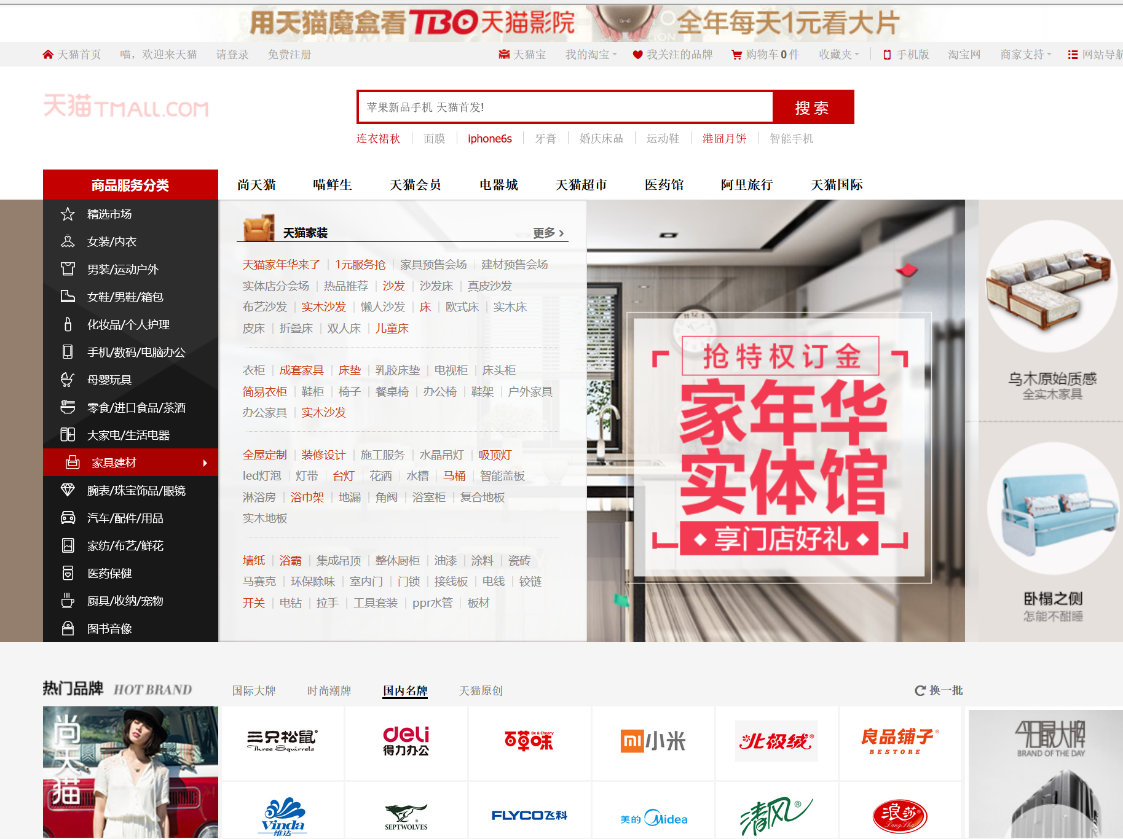 用天猫魔盒看TBO天猫影院 全年每天1元看大片
天猫首页 喵，欢迎来天猫 请登录 免费注册 天猫宝 我的淘宝 我关注的品牌 购物车0件 收藏夹 手机版 淘宝网 商家支持 网站导航
天猫TMALL.COM
苹果新品手机 天猫首发!
搜索
连衣裙秋 面膜 iphone6s 牙膏 婚庆床品 运动鞋 港囧月饼 智能手机
商品服务分类 尚天猫 喵鲜生 天猫会员 电器城 天猫超市 医药馆 阿里旅行 天猫国际
精选市场
女装/内衣
男装/运动户外
女鞋/男鞋/箱包
化妆品/个人护理
手机/数码/电脑办公
母婴玩具
零食/进口食品/茶酒
大家电/生活电器
家具建材
腕表/珠宝饰品/眼镜
汽车/配件/用品
家纺/布艺/鲜花
医药保健
厨具/收纳/宠物
图书音像
天猫家装 更多
天猫家年华来了 | 1元服务抢 | 家具预售会场 | 建材预售会场
实体店分会场 | 热品推荐 | 沙发 | 沙发床 | 真皮沙发
布艺沙发 | 实木沙发 | 懒人沙发 | 床 | 欧式床 | 实木床
皮床 | 折叠床 | 双人床 | 儿童床
衣柜 | 成套家具 | 床垫 | 乳胶床垫 | 电视柜 | 床头柜
简易衣柜 | 鞋柜 | 椅子 | 餐桌椅 | 办公椅 | 鞋架 | 户外家具
办公家具 | 实木沙发
全屋定制 | 装修设计 | 施工服务 | 水晶吊灯 | 吸顶灯
led灯泡 | 灯带 | 台灯 | 花洒 | 水槽 | 马桶 | 智能盖板
淋浴房 | 浴巾架 | 地漏 | 角阀 | 浴室柜 | 复合地板
实木地板
墙纸 | 浴霸 | 集成吊顶 | 整体厨柜 | 油漆 | 涂料 | 瓷砖
马赛克 | 环保除味 | 室内门 | 门锁 | 接线板 | 电线 | 铰链
开关 | 电钻 | 拉手 | 工具套装 | ppr水管 | 板材
抢特权订金
家年华
实体馆
享门店好礼
乌木原始质感
全实木家具
卧榻之侧
怎能不酣睡
热门品牌 HOT BRAND 国际大牌 时尚潮牌 国内名牌 天猫原创 换一批
尚天猫
三只松鼠
Three Squirrels
deli
得力办公
百草味
mi小米
北极绒
良品铺子
BESTORE
今日最大牌
BRAND OF THE DAY
Vinda
维达
SEPTWOLVES
FLYCO飞科
美的 Midea
清风
浪莎